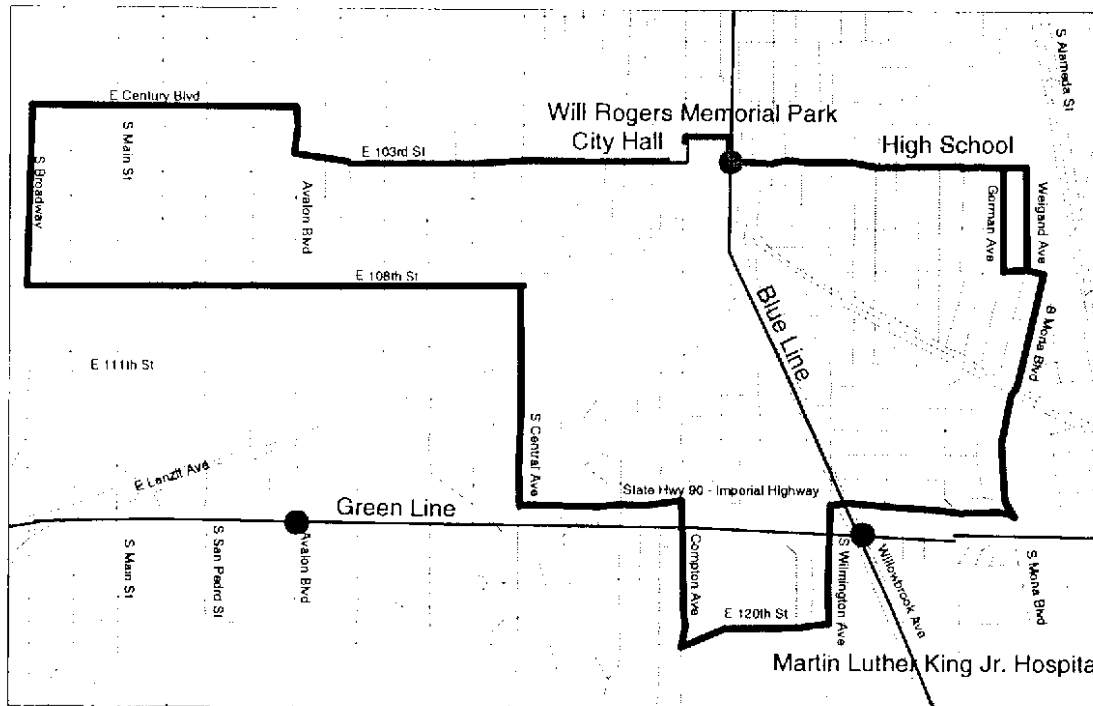 S Alameda St
E Century Blvd
Will Rogers Memorial Park
City Hall
S Main St
E 103rd St
High School
S Broadway
Avalon Blvd
Gorman Ave
Weigand Ave
E 108th St
Blue Line
S Mona Blvd
E 111th St
S Central Ave
E Lanzit Ave
State Hwy 90 - Imperial Highway
Green Line
S Main St
S San Pedro St
Avalon Blvd
Compton Ave
S Wilmington Ave
Willowbrook Ave
S Mona Blvd
E 120th St
Martin Luther King Jr. Hospita